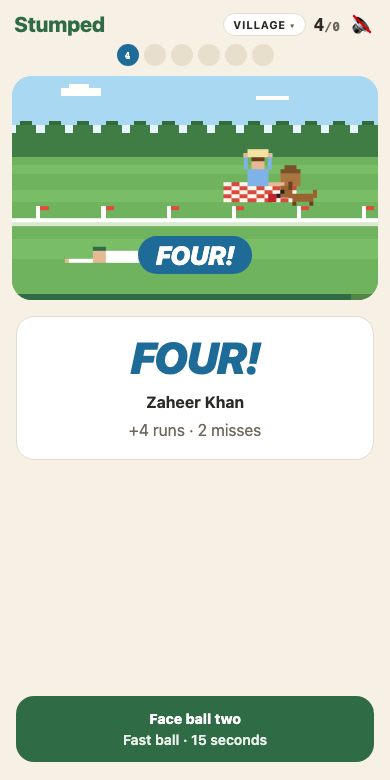 Stumped
VILLAGE ▾
4/0
4
FOUR!
FOUR!
Zaheer Khan
+4 runs · 2 misses
Face ball two
Fast ball · 15 seconds